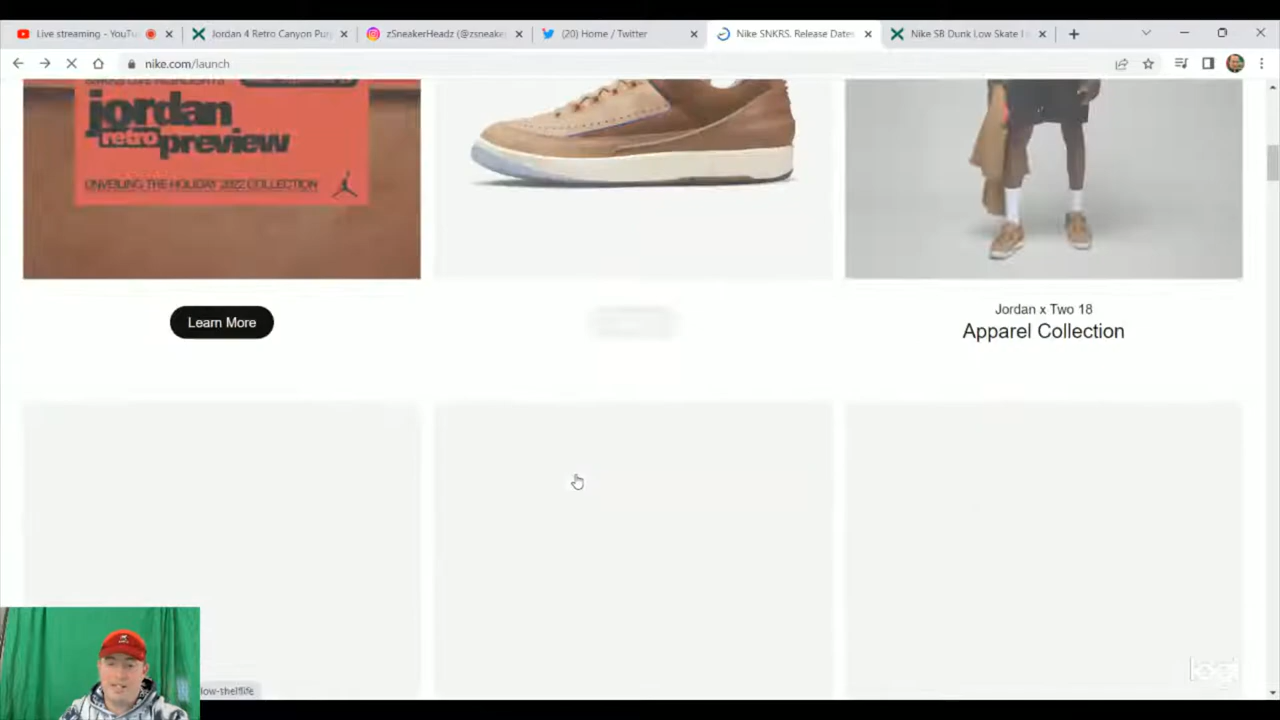 Live streaming - YouTu
Jordan 4 Retro Canyon Pur
zSneakerHeadz (@zsneake
(20) Home / Twitter
Nike SNKRS. Release Dates
Nike SB Dunk Low Skate I
nike.com/launch
jordan
retro preview
UNVEILING THE HOLIDAY 2022 COLLECTION
Learn More
Jordan x Two 18
Apparel Collection
logi